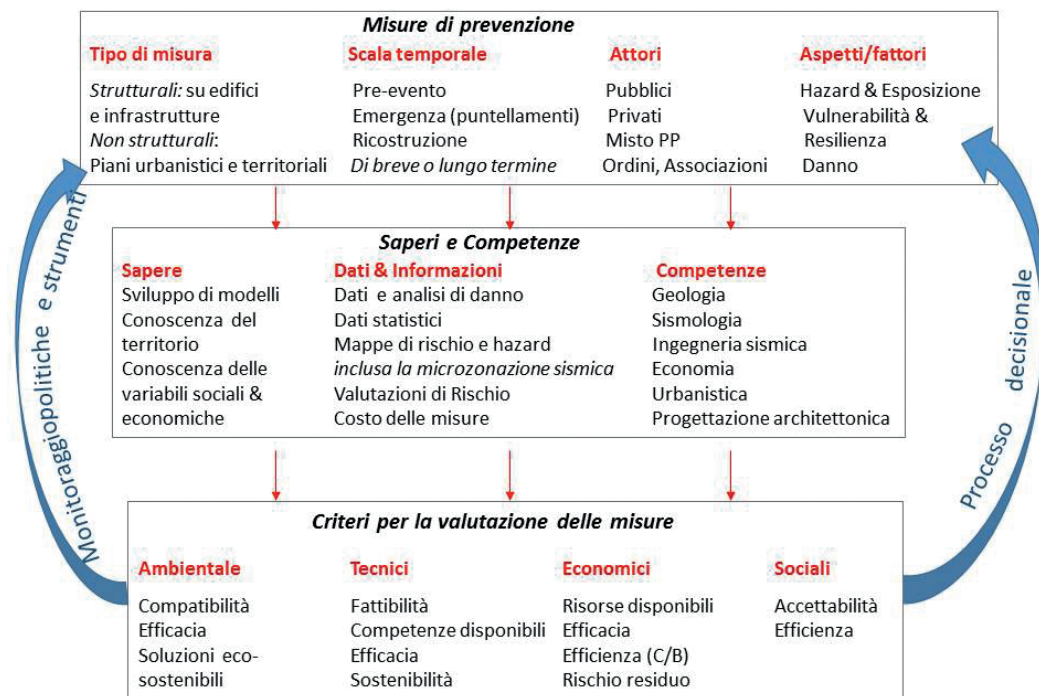 Misure di prevenzione
Tipo di misura
Strutturali: su edifici
e infrastrutture
Non strutturali:
Piani urbanistici e territoriali
Scala temporale
Pre-evento
Emergenza (puntellamenti)
Ricostruzione
Di breve o lungo termine
Attori
Pubblici
Privati
Misto PP
Ordini, Associazioni
Aspetti/fattori
Hazard & Esposizione
Vulnerabilità &
Resilienza
Danno
Saperi e Competenze
Sapere
Sviluppo di modelli
Conoscenza del
territorio
Conoscenza delle
variabili sociali &
economiche
Dati & Informazioni
Dati e analisi di danno
Dati statistici
Mappe di rischio e hazard
inclusa la microzonazione sismica
Valutazioni di Rischio
Costo delle misure
Competenze
Geologia
Sismologia
Ingegneria sismica
Economia
Urbanistica
Progettazione architettonica
Criteri per la valutazione delle misure
Ambientale
Compatibilità
Efficacia
Soluzioni eco-
sostenibili
Tecnici
Fattibilità
Competenze disponibili
Efficacia
Sostenibilità
Economici
Risorse disponibili
Efficacia
Efficienza (C/B)
Rischio residuo
Sociali
Accettabilità
Efficienza
Monitoraggiopolitiche e strumenti
Processo decisionale